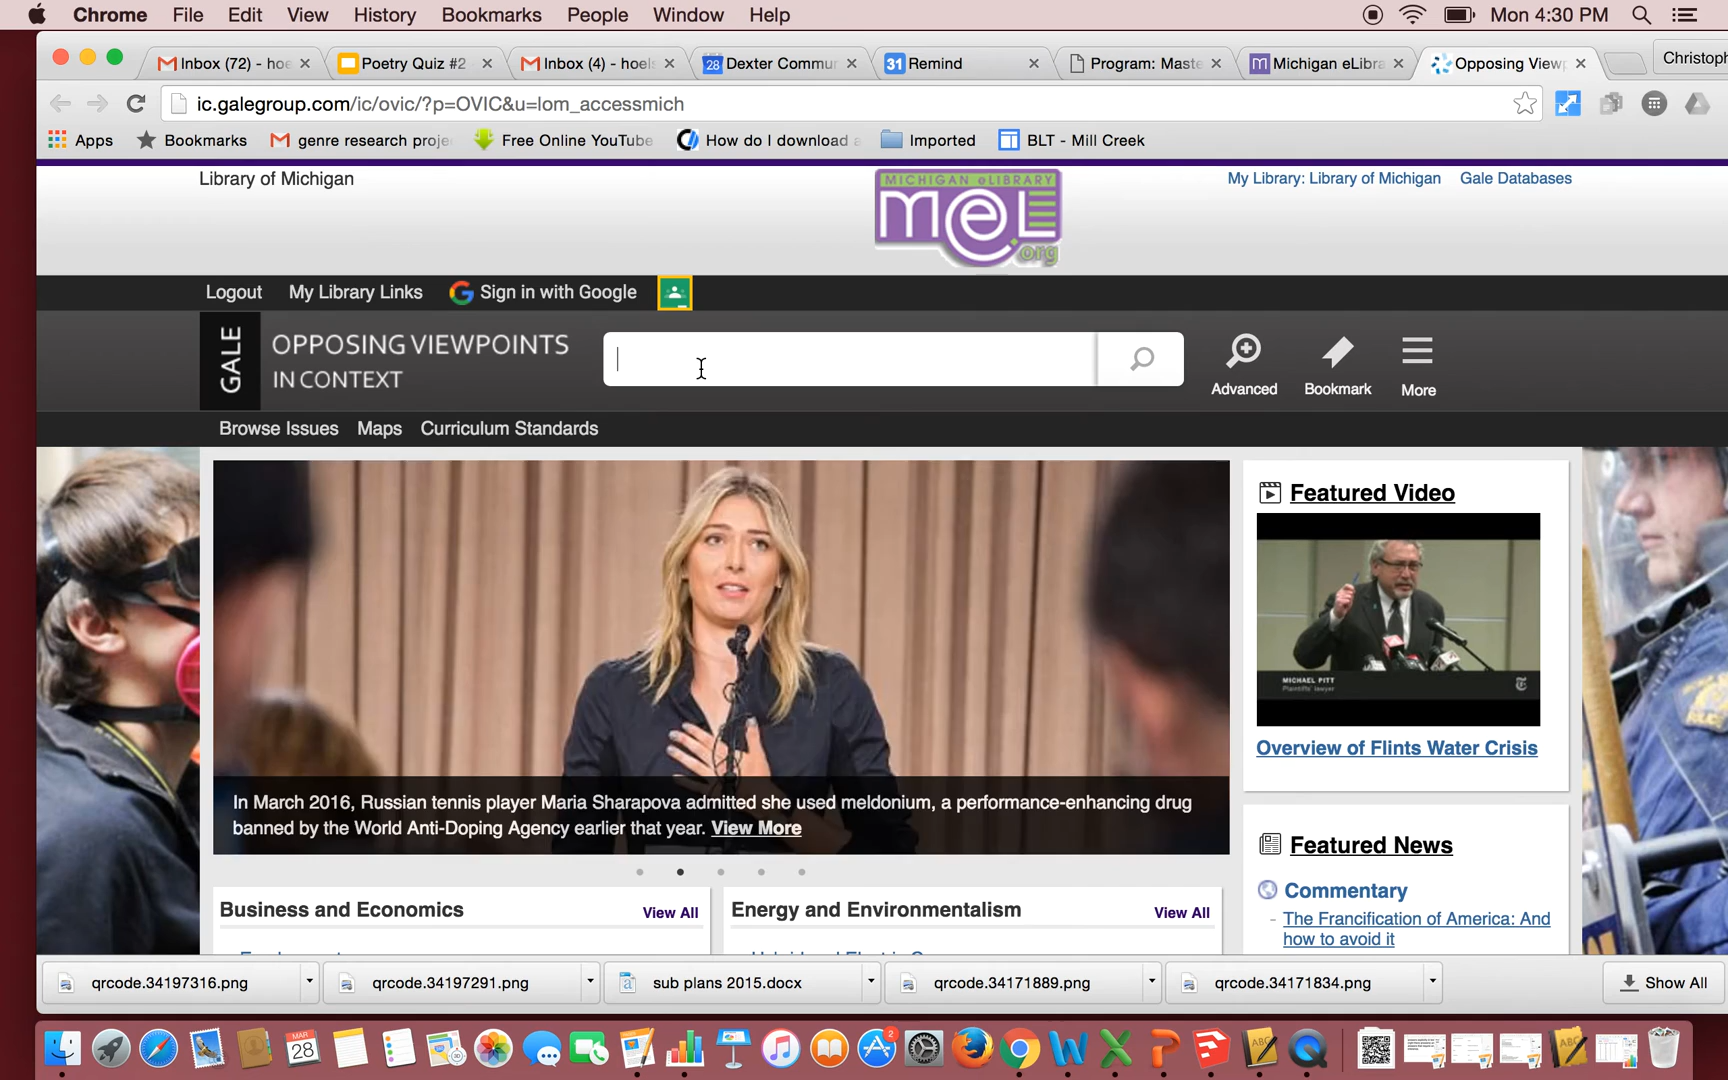 Chrome File Edit View History Bookmarks People Window Help Mon 4:30 PM
Inbox (72) - hoe Poetry Quiz #2 Inbox (4) - hoels 28 Dexter Commur 31 Remind Program: Maste Michigan eLibra Opposing View Christoph
ic.galegroup.com/ic/ovic/?p=OVIC&u=lom_accessmich
Apps Bookmarks genre research proje Free Online YouTube How do I download a Imported BLT - Mill Creek
Library of Michigan My Library: Library of Michigan Gale Databases
MICHIGAN eLIBRARY
meL
.org
Logout My Library Links Sign in with Google
GALE
OPPOSING VIEWPOINTS
IN CONTEXT
Advanced Bookmark More
Browse Issues Maps Curriculum Standards
Featured Video
MICHAEL PITT
Plaintiffs' lawyer
Overview of Flints Water Crisis
In March 2016, Russian tennis player Maria Sharapova admitted she used meldonium, a performance-enhancing drug
banned by the World Anti-Doping Agency earlier that year. View More
Featured News
Commentary
- The Francification of America: And
how to avoid it
Business and Economics View All
Energy and Environmentalism View All
qrcode.34197316.png qrcode.34197291.png sub plans 2015.docx qrcode.34171889.png qrcode.34171834.png Show All
MAR
28
2